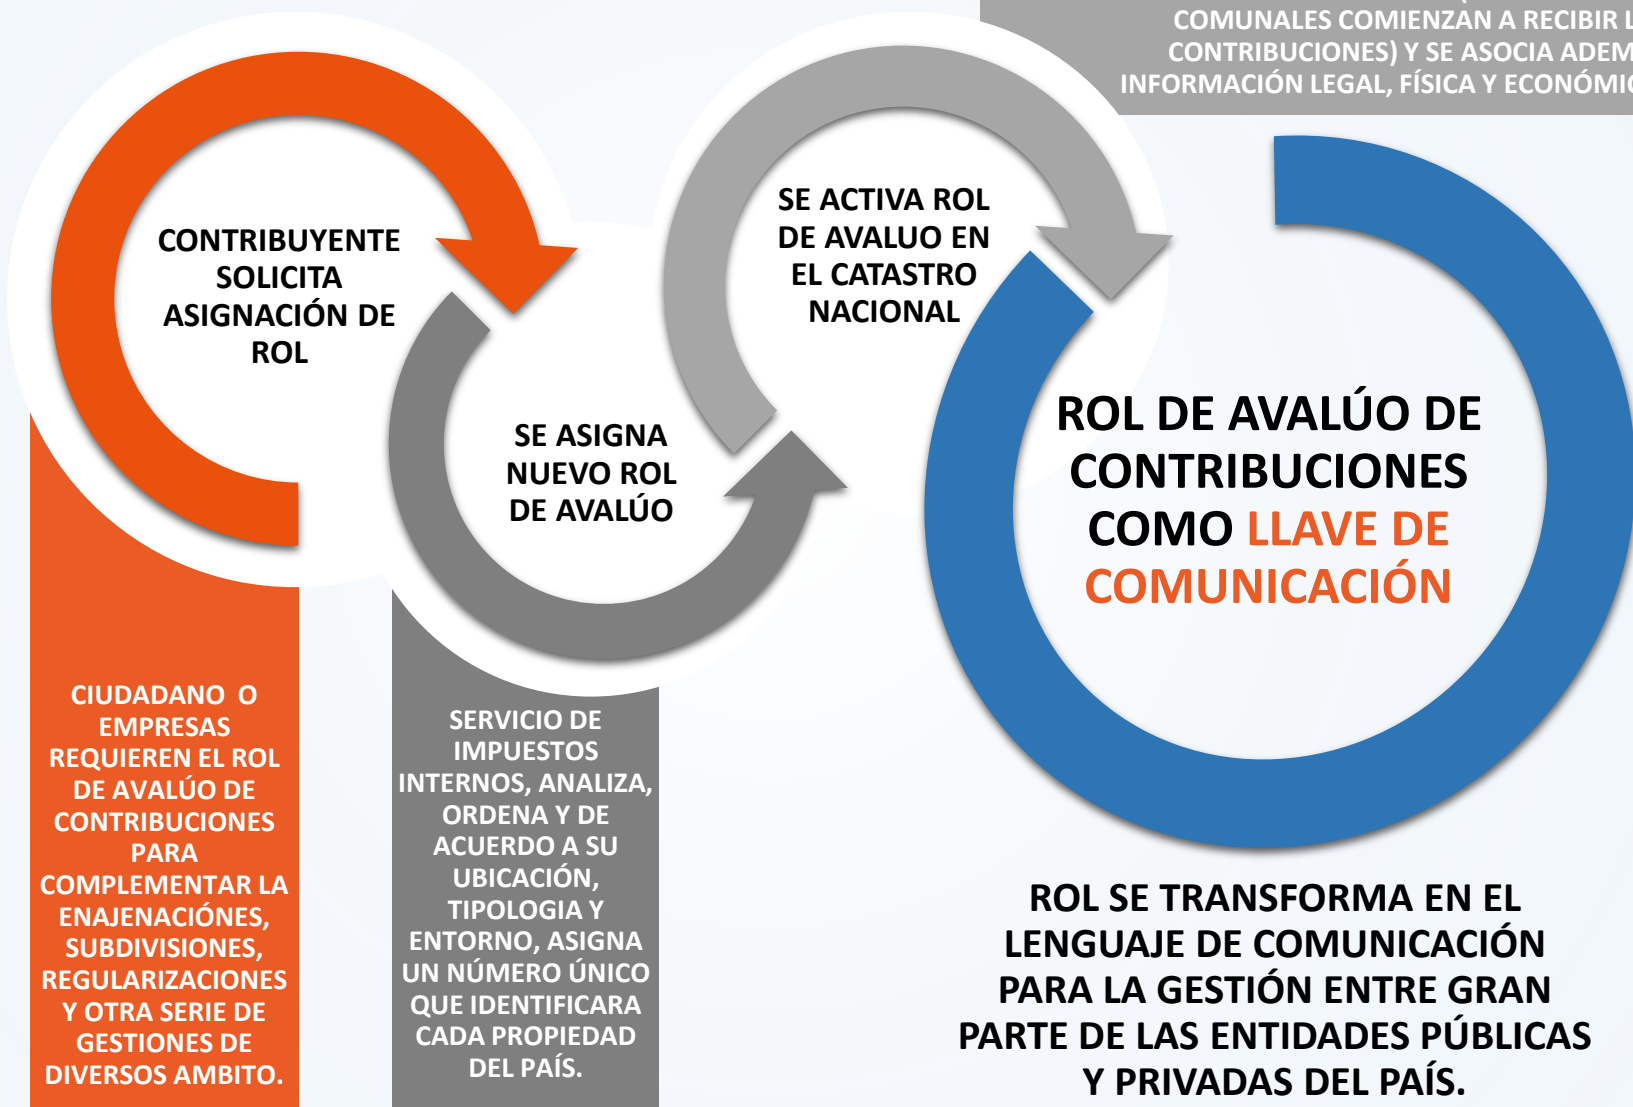 COMUNALES COMIENZAN A RECIBIR
CONTRIBUCIONES) Y SE ASOCIA
INFORMACIÓN LEGAL, FÍSICA Y
CONTRIBUYENTE
SOLICITA
ASIGNACIÓN DE
ROL
SE ASIGNA
NUEVO ROL
DE AVALÚO
SE ACTIVA ROL
DE AVALUO EN
EL CATASTRO
NACIONAL
ROL DE AVALÚO DE
CONTRIBUCIONES
COMO LLAVE DE
COMUNICACIÓN
CIUDADANO O
EMPRESAS
REQUIEREN EL ROL
DE AVALÚO DE
CONTRIBUCIONES
PARA
COMPLEMENTAR LA
ENAJENACIÓNES,
SUBDIVISIONES,
REGULARIZACIONES
Y OTRA SERIE DE
GESTIONES DE
DIVERSOS AMBITO.
SERVICIO DE
IMPUESTOS
INTERNOS, ANALIZA,
ORDENA Y DE
ACUERDO A SU
UBICACIÓN,
TIPOLOGIA Y
ENTORNO, ASIGNA
UN NÚMERO ÚNICO
QUE IDENTIFICARA
CADA PROPIEDAD
DEL PAÍS.
ROL SE TRANSFORMA EN EL
LENGUAJE DE COMUNICACIÓN
PARA LA GESTIÓN ENTRE GRAN
PARTE DE LAS ENTIDADES PÚBLICAS
Y PRIVADAS DEL PAÍS.